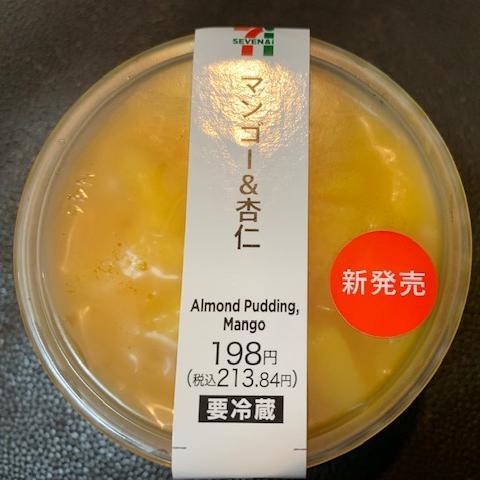 SEVEN&i
マンゴー&杏仁
新発売
Almond Pudding,
Mango
198円
(税込213.84円)
要冷蔵